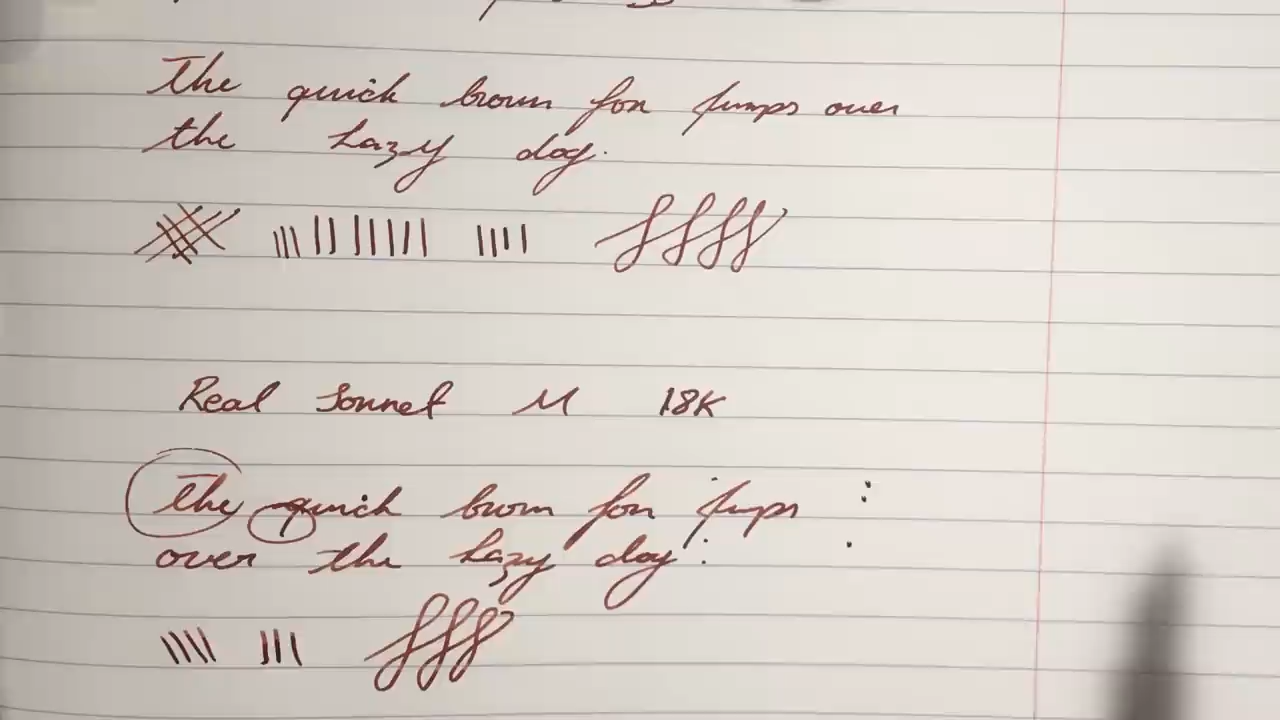 The quick brown fox jumps over
the Lazy dog.
Real Sonnet M 18K
The quick brown fox jumps
over the Lazy dog.